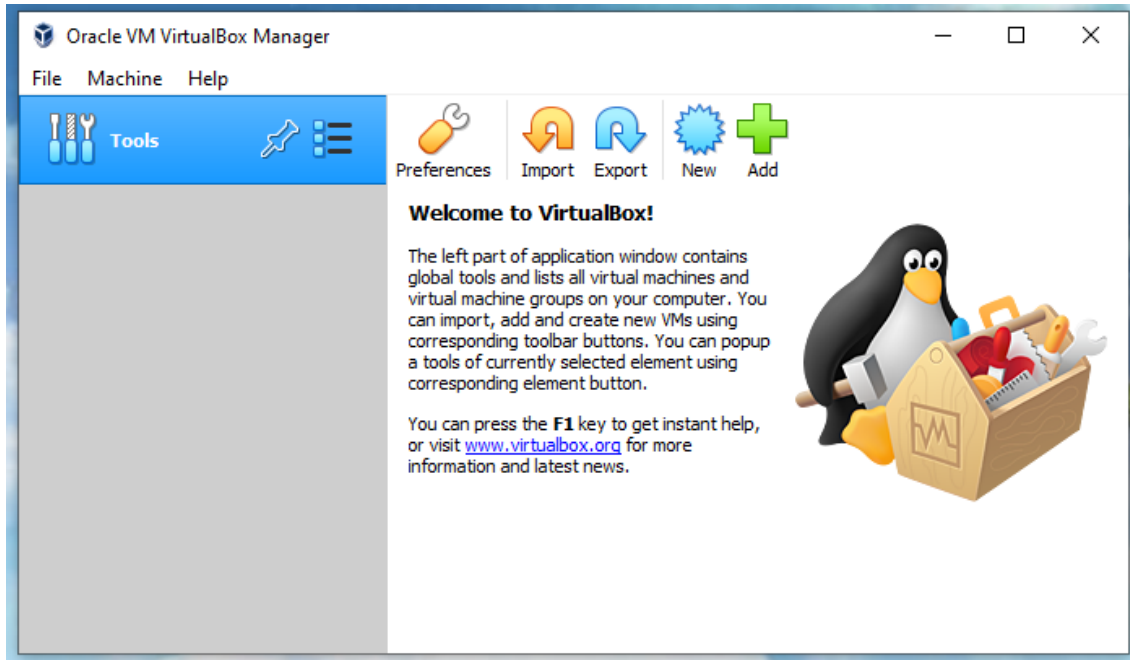 Oracle VM VirtualBox Manager
File Machine Help
Tools
Preferences Import Export New Add
Welcome to VirtualBox!
The left part of application window contains
global tools and lists all virtual machines and
virtual machine groups on your computer. You
can import, add and create new VMs using
corresponding toolbar buttons. You can popup
a tools of currently selected element using
corresponding element button.
You can press the F1 key to get instant help,
or visit www.virtualbox.org for more
information and latest news.